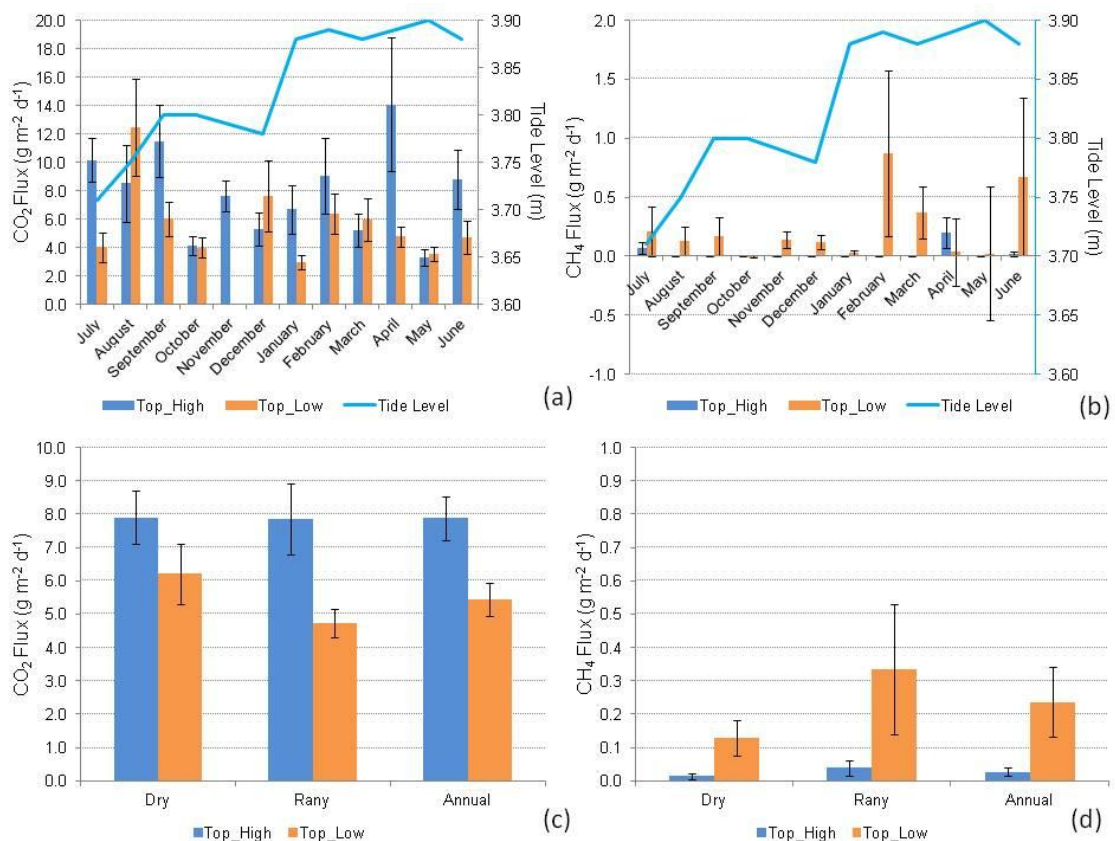 20.0
18.0
16.0
14.0
12.0
10.0
8.0
6.0
4.0
2.0
0.0
CO2 Flux (g m-2 d-1)
3.90
3.85
3.80
3.75
3.70
3.65
3.60
Tide Level (m)
July
August
September
October
November
December
January
February
March
April
May
June
Top_High
Top_Low
Tide Level
(a)
2.0
1.5
1.0
0.5
0.0
-0.5
-1.0
CH4 Flux (g m-2 d-1)
3.90
3.85
3.80
3.75
3.70
3.65
3.60
Tide Level (m)
July
August
September
October
November
December
January
February
March
April
May
June
Top_High
Top_Low
Tide Level
(b)
10.0
9.0
8.0
7.0
6.0
5.0
4.0
3.0
2.0
1.0
0.0
CO2 Flux (g m-2 d-1)
Dry
Rany
Annual
Top_High
Top_Low
(c)
1.0
0.9
0.8
0.7
0.6
0.5
0.4
0.3
0.2
0.1
0.0
CH4 Flux (g m-2 d-1)
Dry
Rany
Annual
Top_High
Top_Low
(d)